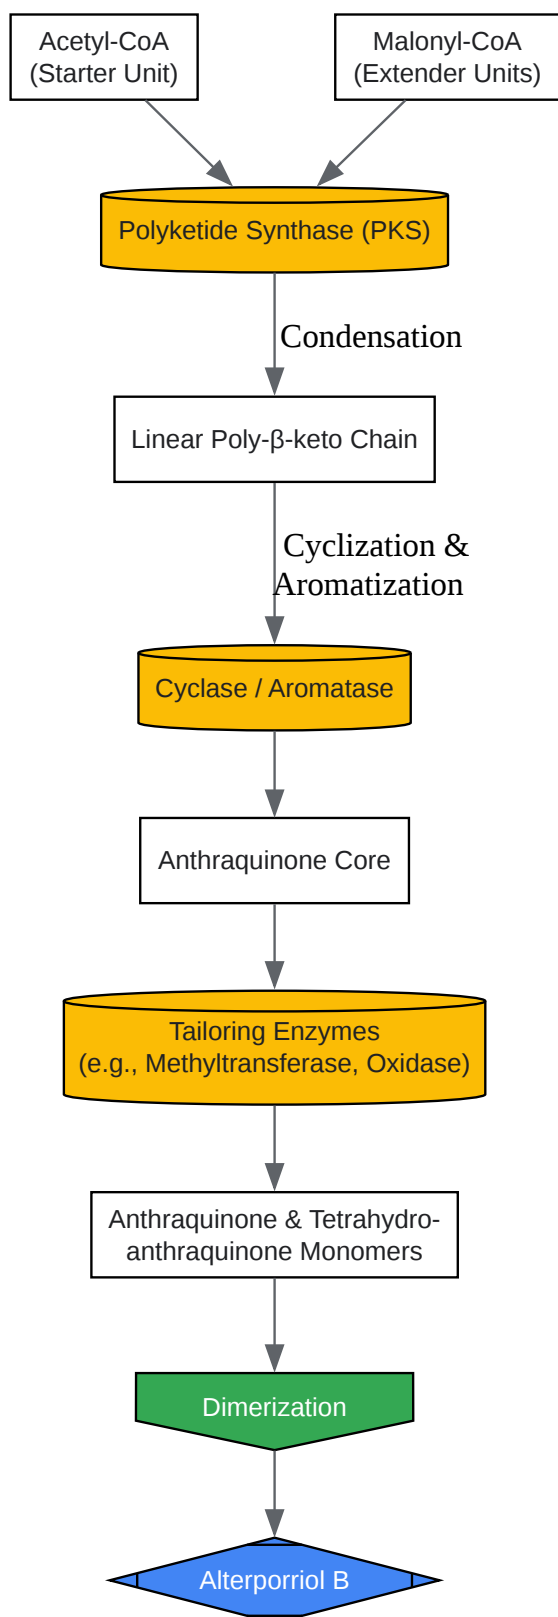 Acetyl-CoA
(Starter Unit)
Malonyl-CoA
(Extender Units)
Polyketide Synthase (PKS)
Condensation
Linear Poly-β-keto Chain
Cyclization &
Aromatization
Cyclase / Aromatase
Anthraquinone Core
Tailoring Enzymes
(e.g., Methyltransferase, Oxidase)
Anthraquinone & Tetrahydro-
anthraquinone Monomers
Dimerization
Alterporriol B